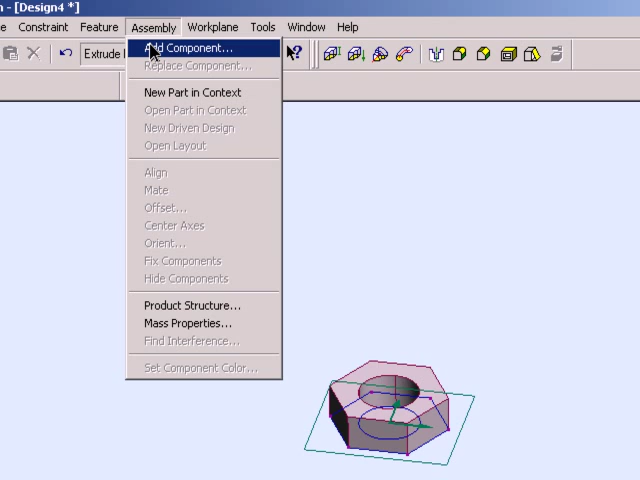 n - [Design4 *]
e Constraint Feature Assembly Workplane Tools Window Help
Extrude
Add Component...
Replace Component...
New Part in Context
Open Part in Context
New Driven Design
Open Layout
Align
Mate
Offset...
Center Axes
Orient...
Fix Components
Hide Components
Product Structure...
Mass Properties...
Find Interference...
Set Component Color...